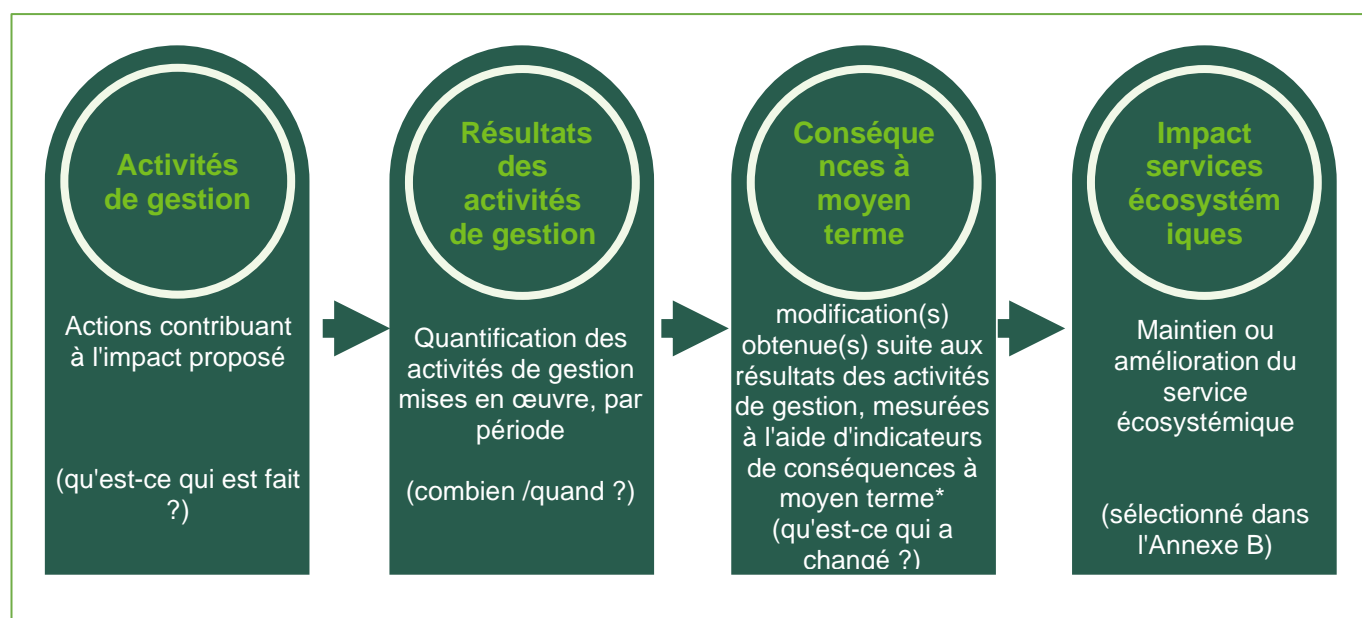 Activités
de gestion
Actions contribuant
à l'impact proposé
(qu'est-ce qui est fait
?)
Résultats
des
activités
de gestion
Quantification des
activités de gestion
mises en œuvre, par
période
(combien /quand ?)
Conséque
nces à
moyen
terme
modification(s)
obtenue(s) suite aux
résultats des activités
de gestion, mesurées
à l'aide d'indicateurs
de conséquences à
moyen terme*
(qu'est-ce qui a
changé ?)
Impact
services
écosystém
iques
Maintien ou
amélioration du
service
écosystémique
(sélectionné dans
l'Annexe B)